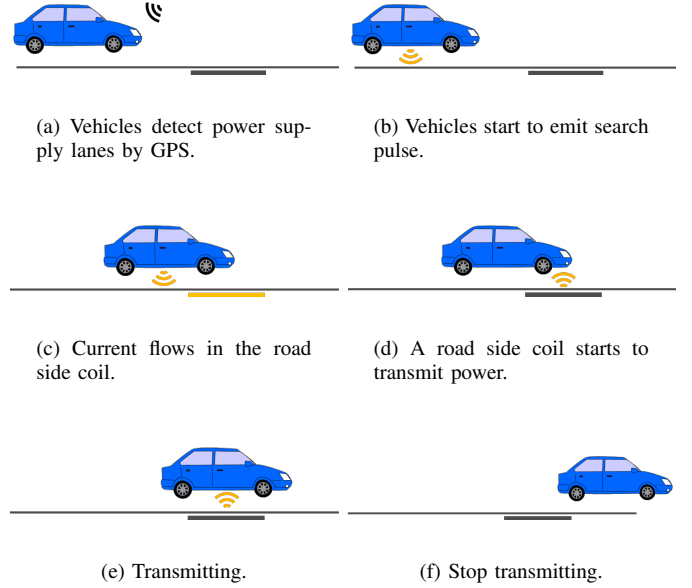 (a) Vehicles detect power sup-
ply lanes by GPS.
(b) Vehicles start to emit search
pulse.
(c) Current flows in the road
side coil.
(d) A road side coil starts to
transmit power.
(e) Transmitting.
(f) Stop transmitting.